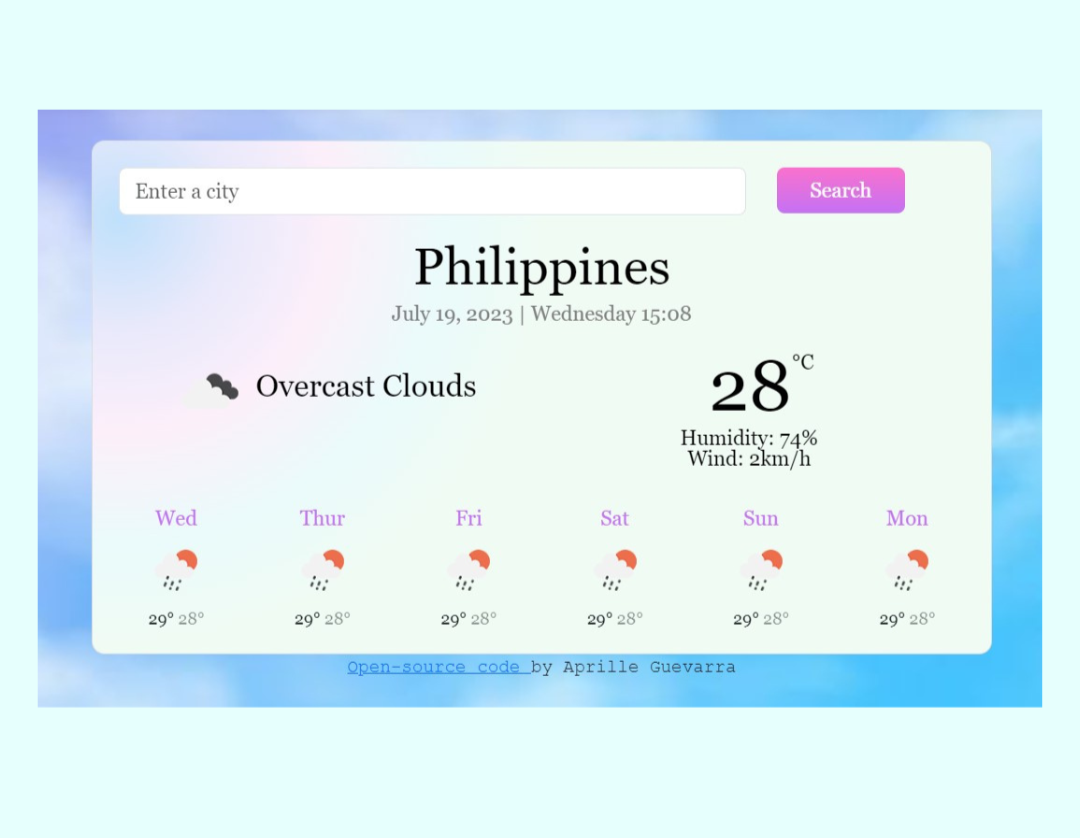 Enter a city
Search
Philippines
July 19, 2023 | Wednesday 15:08
Overcast Clouds
28 °C
Humidity: 74%
Wind: 2km/h
Wed Thur Fri Sat Sun Mon
29° 28° 29° 28° 29° 28° 29° 28° 29° 28° 29° 28°
Open-source code by Aprille Guevarra